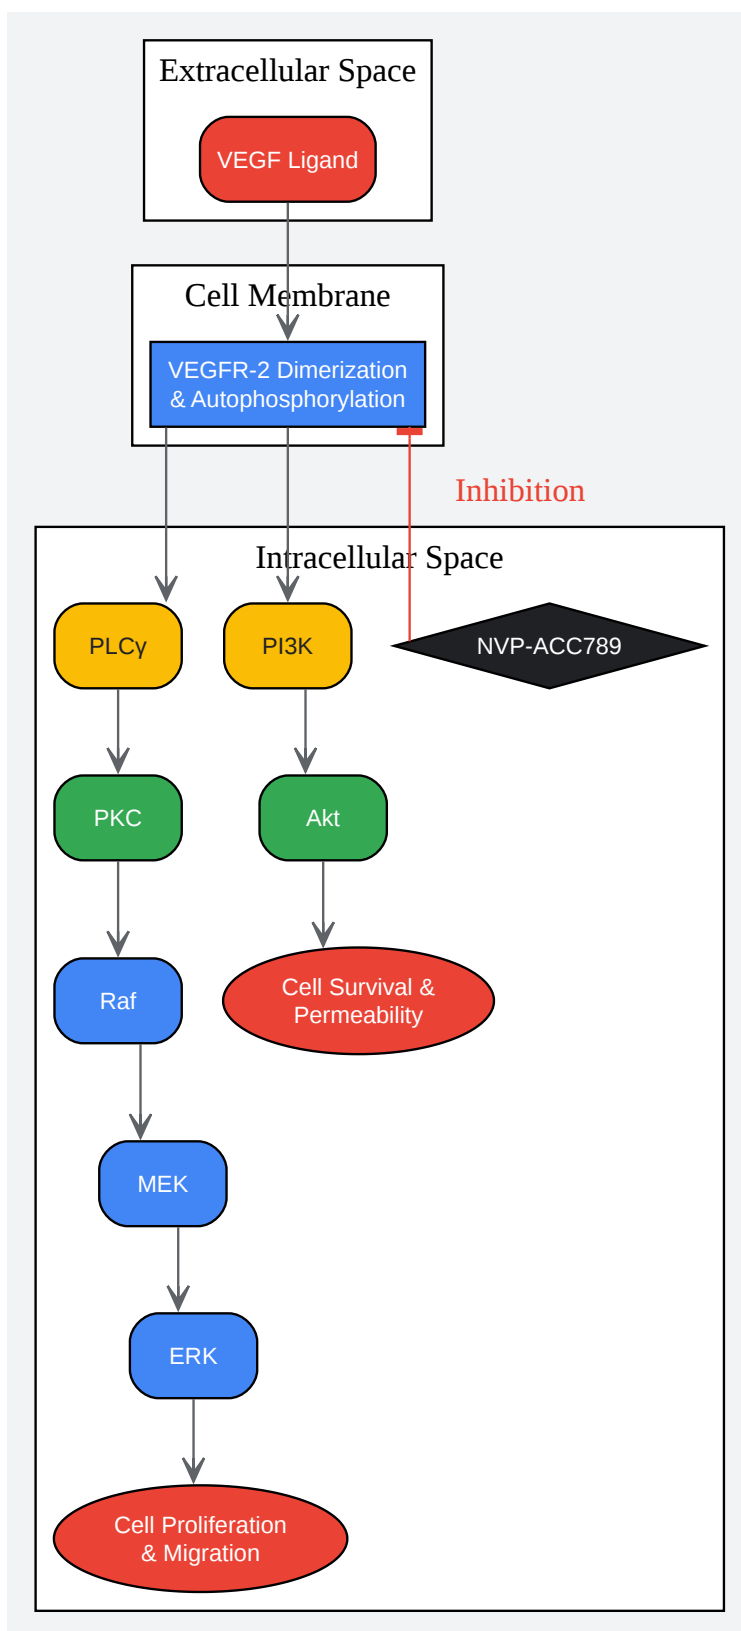 Extracellular Space
VEGF Ligand
Cell Membrane
VEGFR-2 Dimerization
& Autophosphorylation
Inhibition
Intracellular Space
PLCγ
PI3K
NVP-ACC789
PKC
Akt
Raf
Cell Survival &
Permeability
MEK
ERK
Cell Proliferation
& Migration